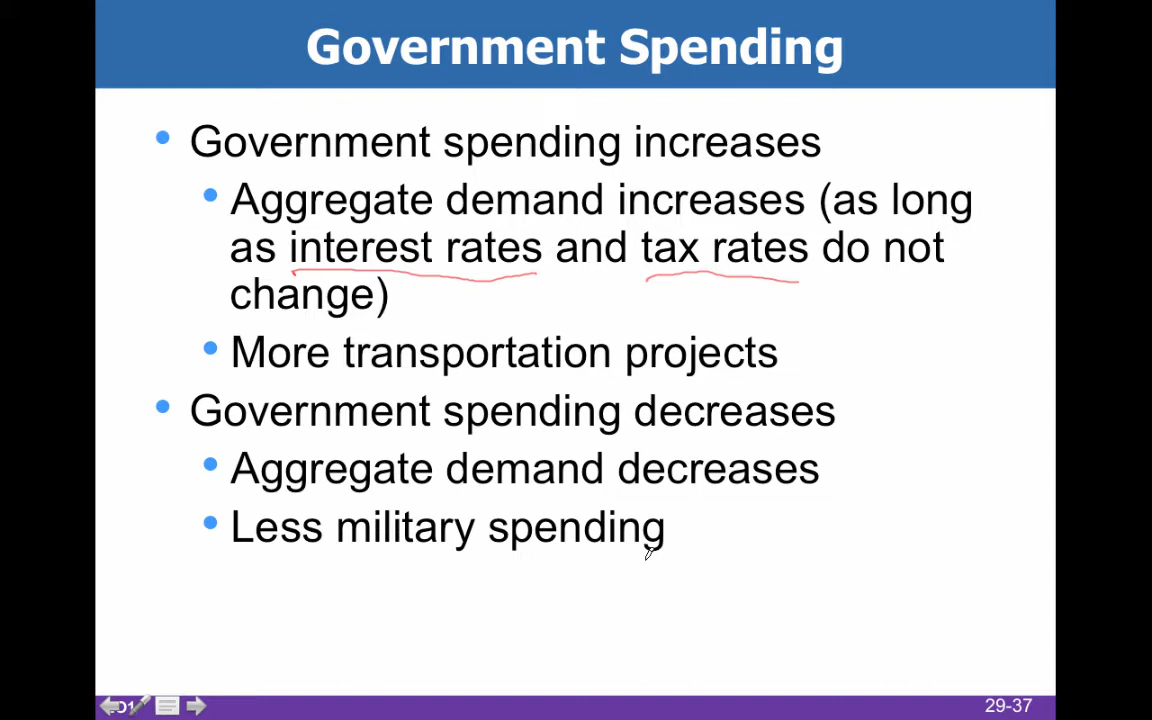 Government Spending
• Government spending increases
• Aggregate demand increases (as long
as interest rates and tax rates do not
change)
• More transportation projects
• Government spending decreases
• Aggregate demand decreases
• Less military spending
29-37